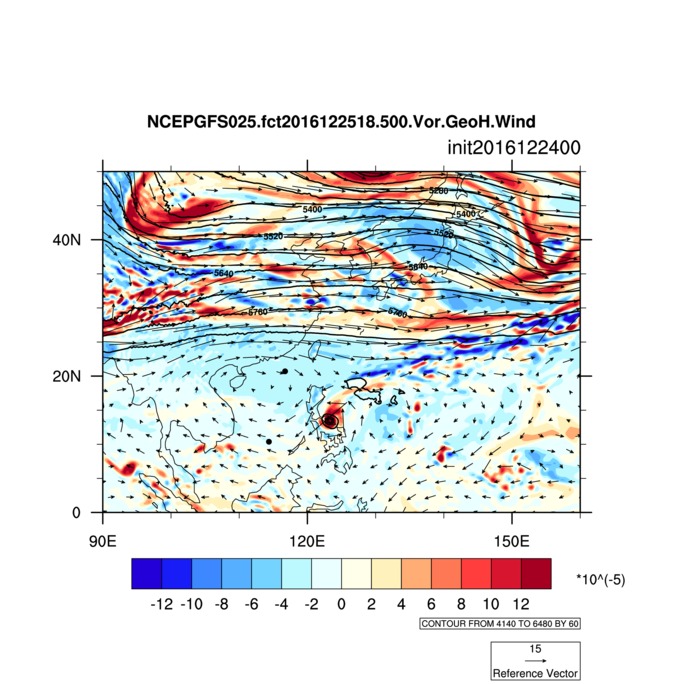 NCEPGFS025.fct2016122518.500.Vor.GeoH.Wind
init2016122400
5280
5400
5400
5520
5520
40N
5640
5640
5760
5760
20N
0
90E 120E 150E
-12 -10 -8 -6 -4 -2 0 2 4 6 8 10 12
*10^(-5)
CONTOUR FROM 4140 TO 6480 BY 60
15
Reference Vector